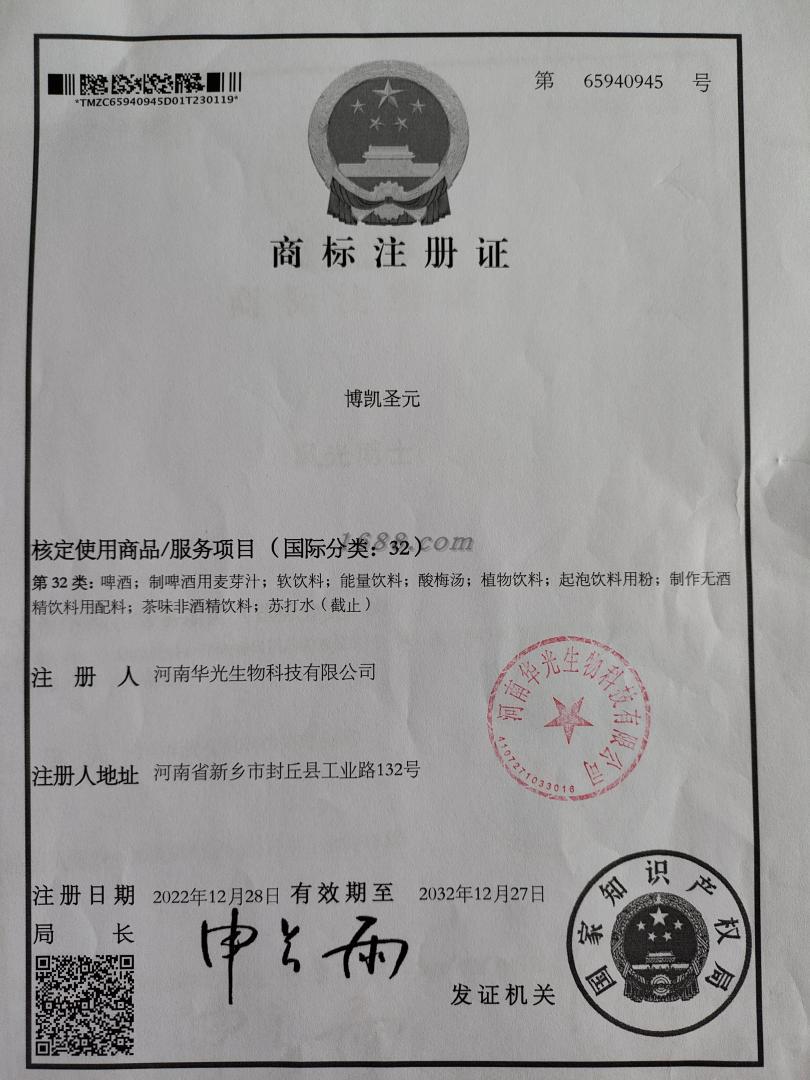 *TMZC65940945D01T230119*
第 65940945 号
商标注册证
博凯圣元
核定使用商品/服务项目（国际分类：32）
1688.com
第 32 类：啤酒；制啤酒用麦芽汁；软饮料；能量饮料；酸梅汤；植物饮料；起泡饮料用粉；制作无酒
精饮料用配料；茶味非酒精饮料；苏打水（截止）
注册人 河南华光生物科技有限公司
河南华光生物科技有限公司
4107271033016
注册人地址 河南省新乡市封丘县工业路132号
注册日期 2022年12月28日 有效期至 2032年12月27日
局长 申长雨
发证机关
国家知识产权局